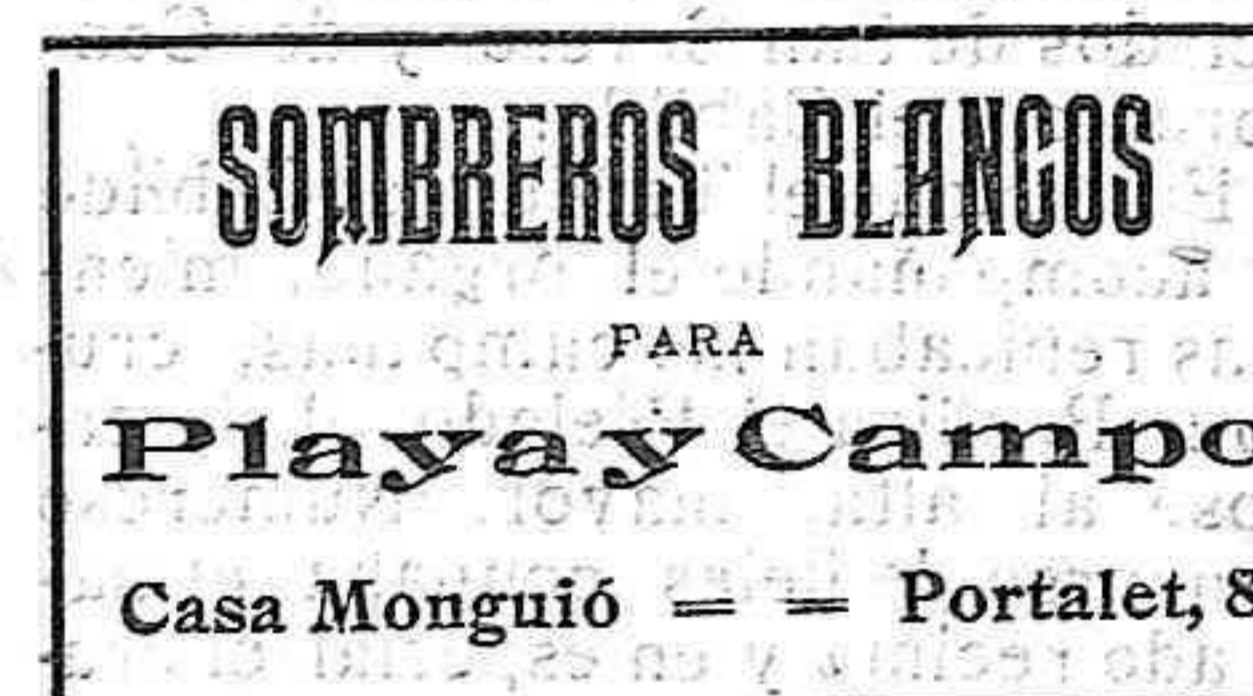 SOMBREROS BLANCOS
PARA
Playa y Campo
Casa Monguió = = Portalet, 8